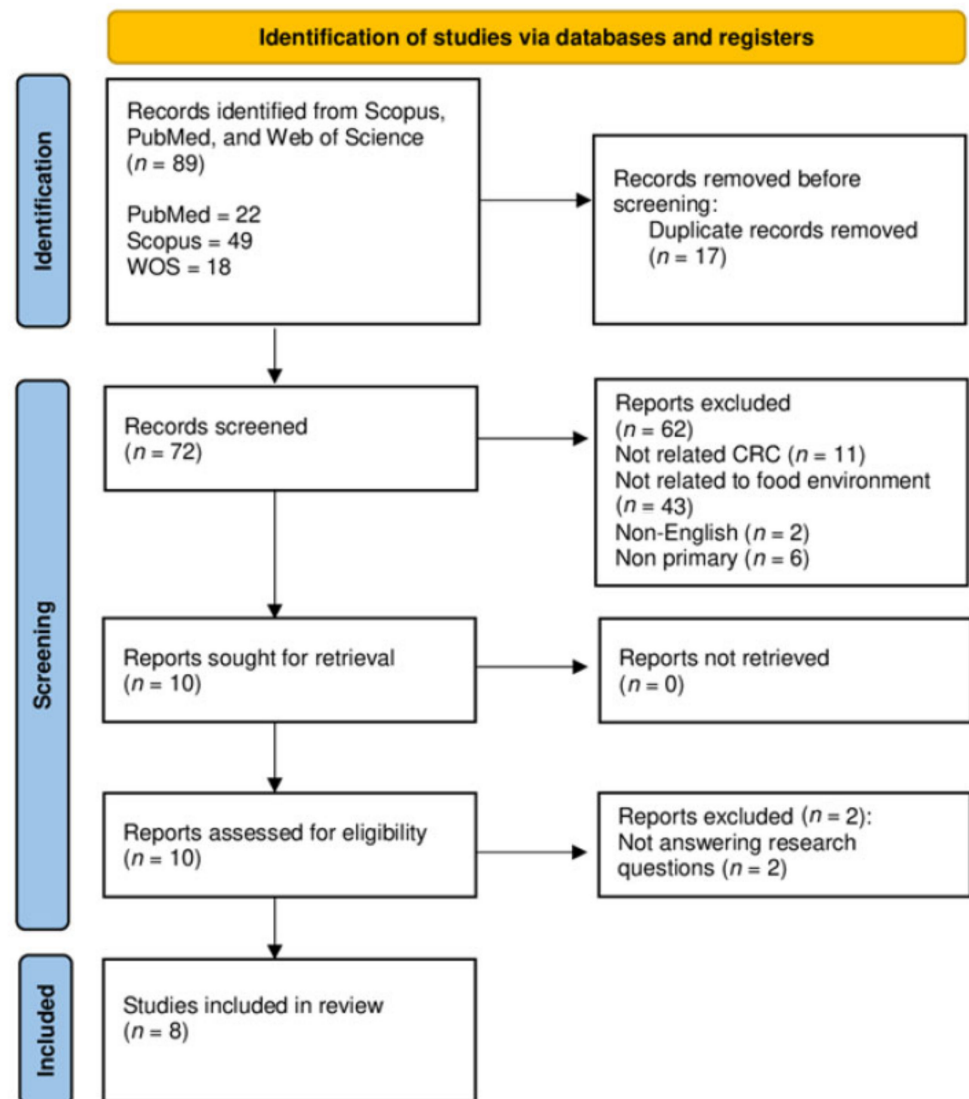 Identification of studies via databases and registers
Identification
Records identified from Scopus,
PubMed, and Web of Science
(n = 89)
PubMed = 22
Scopus = 49
WOS = 18
Records removed before
screening:
Duplicate records removed
(n = 17)
Screening
Records screened
(n = 72)
Reports excluded
(n = 62)
Not related CRC (n = 11)
Not related to food environment
(n = 43)
Non-English (n = 2)
Non primary (n = 6)
Reports sought for retrieval
(n = 10)
Reports not retrieved
(n = 0)
Reports assessed for eligibility
(n = 10)
Reports excluded (n = 2):
Not answering research
questions (n = 2)
Included
Studies included in review
(n = 8)